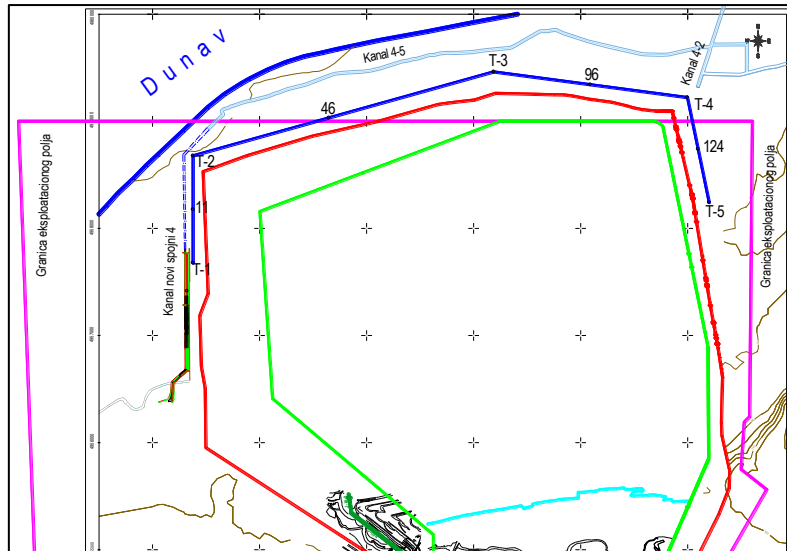 Dunav
Kanal 4-5
T-3
96
Kanal 4-2
T-4
46
124
T-2
T-5
11
T-1
Granica eksploatacionog polja
Kanal novi spojni 4
Granica eksploatacionog polja